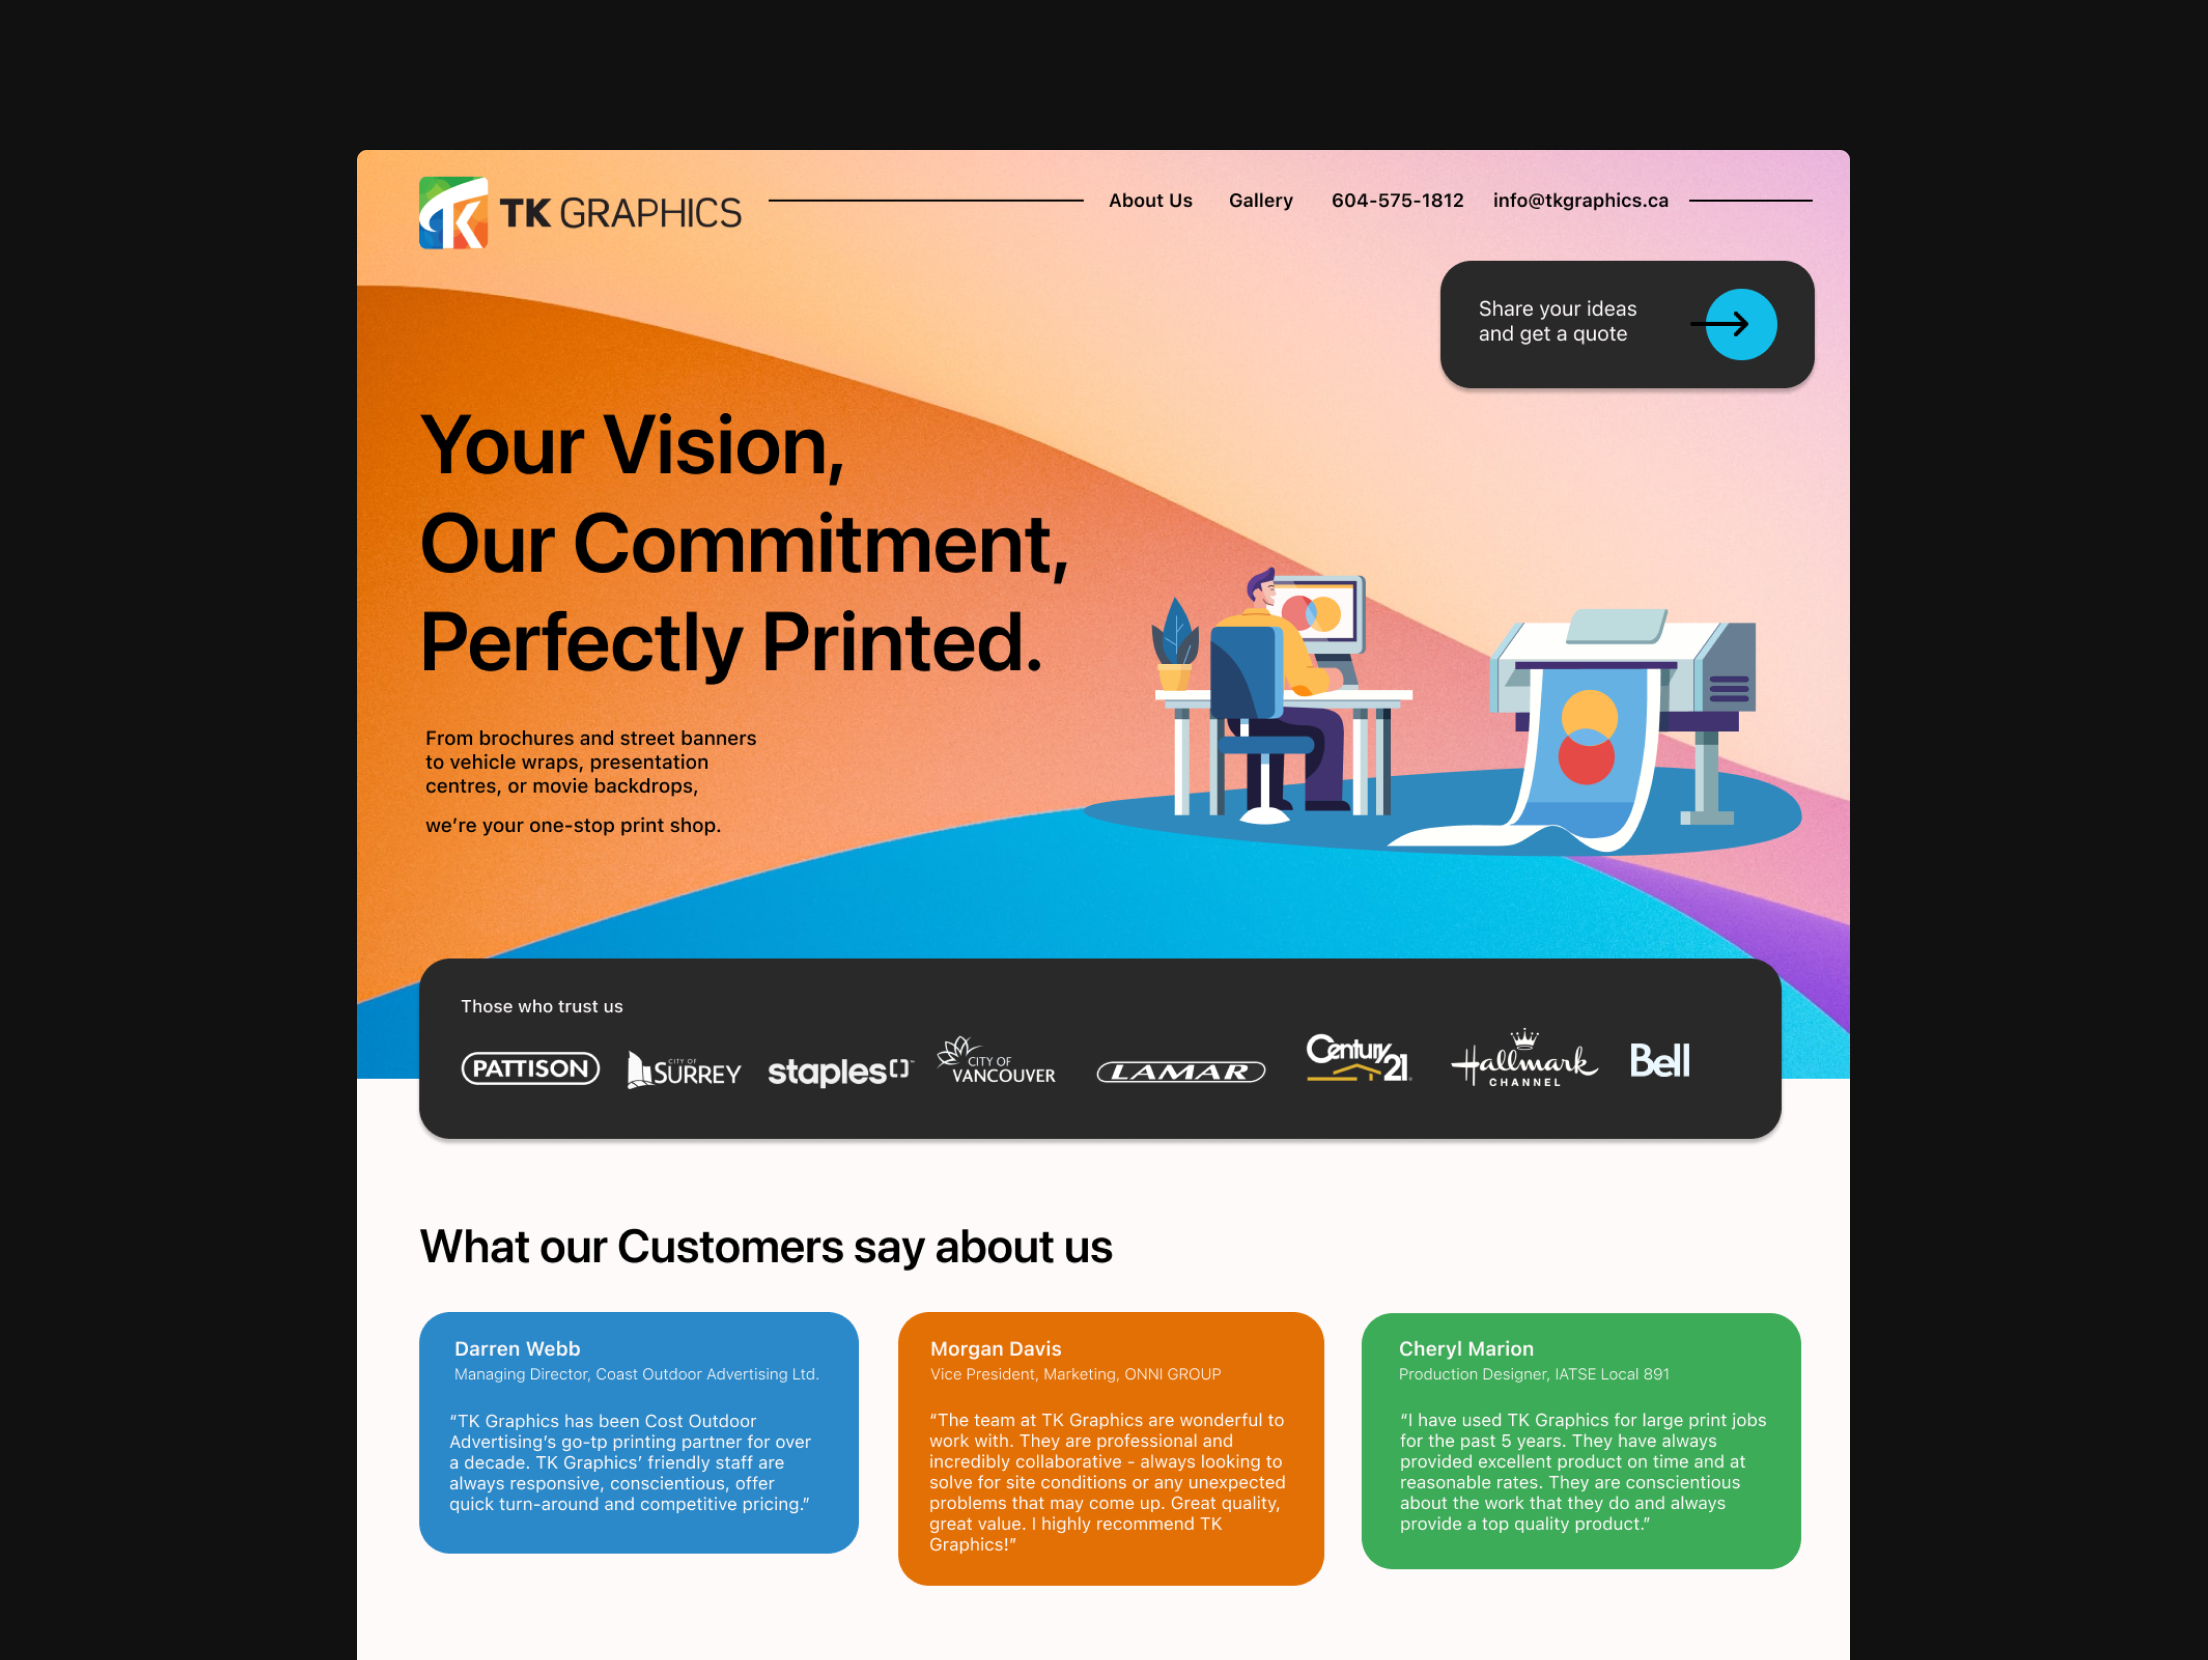 TK GRAPHICS
About Us
Gallery
604-575-1812
info@tkgraphics.ca
Share your ideas
and get a quote
Your Vision,
Our Commitment,
Perfectly Printed.
From brochures and street banners
to vehicle wraps, presentation
centres, or movie backdrops,
we’re your one-stop print shop.
Those who trust us
PATTISON
CITY OF
SURREY
staples
CITY OF
VANCOUVER
LAMAR
Century 21
Hallmark
CHANNEL
Bell
What our Customers say about us
Darren Webb
Managing Director, Coast Outdoor Advertising Ltd.
“TK Graphics has been Cost Outdoor
Advertising’s go-tp printing partner for over
a decade. TK Graphics’ friendly staff are
always responsive, conscientious, offer
quick turn-around and competitive pricing.”
Morgan Davis
Vice President, Marketing, ONNI GROUP
“The team at TK Graphics are wonderful to
work with. They are professional and
incredibly collaborative - always looking to
solve for site conditions or any unexpected
problems that may come up. Great quality,
great value. I highly recommend TK
Graphics!”
Cheryl Marion
Production Designer, IATSE Local 891
“I have used TK Graphics for large print jobs
for the past 5 years. They have always
provided excellent product on time and at
reasonable rates. They are conscientious
about the work that they do and always
provide a top quality product.”